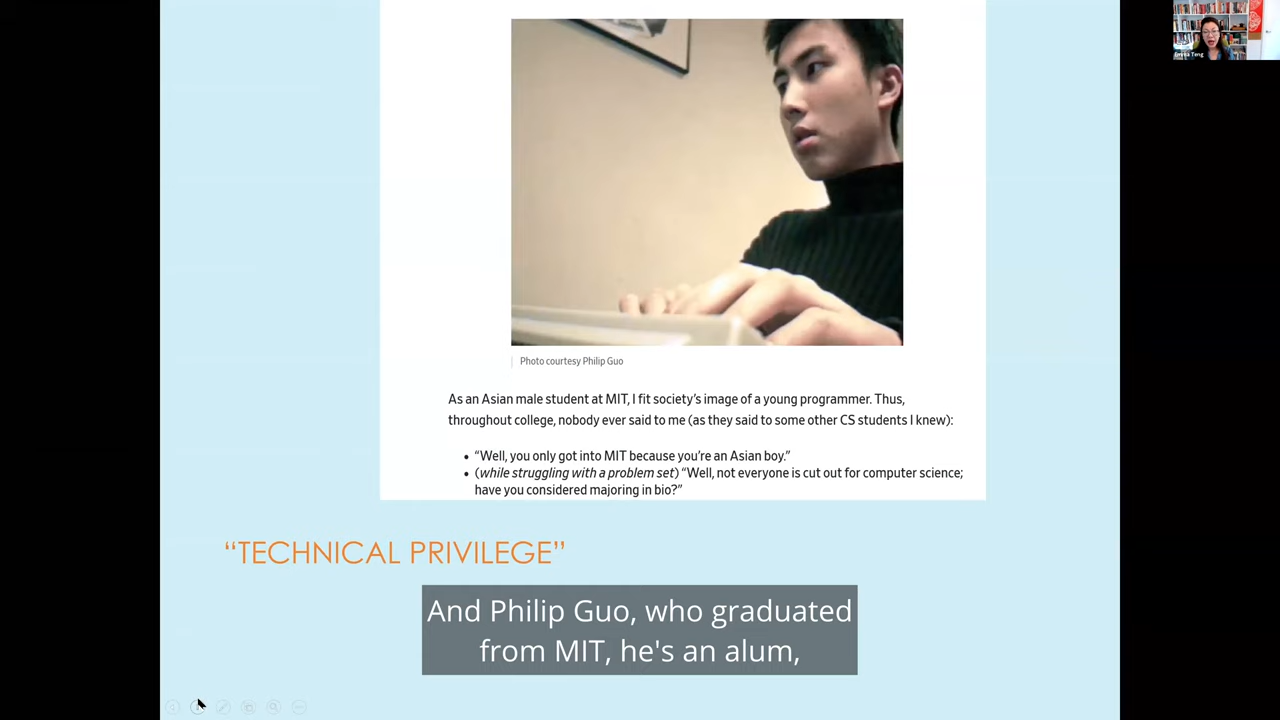 Emma Teng
Photo courtesy Philip Guo
As an Asian male student at MIT, I fit society's image of a young programmer. Thus,
throughout college, nobody ever said to me (as they said to some other CS students I knew):
• “Well, you only got into MIT because you're an Asian boy.”
• (while struggling with a problem set) “Well, not everyone is cut out for computer science;
have you considered majoring in bio?”
“TECHNICAL PRIVILEGE”
And Philip Guo, who graduated
from MIT, he's an alum,